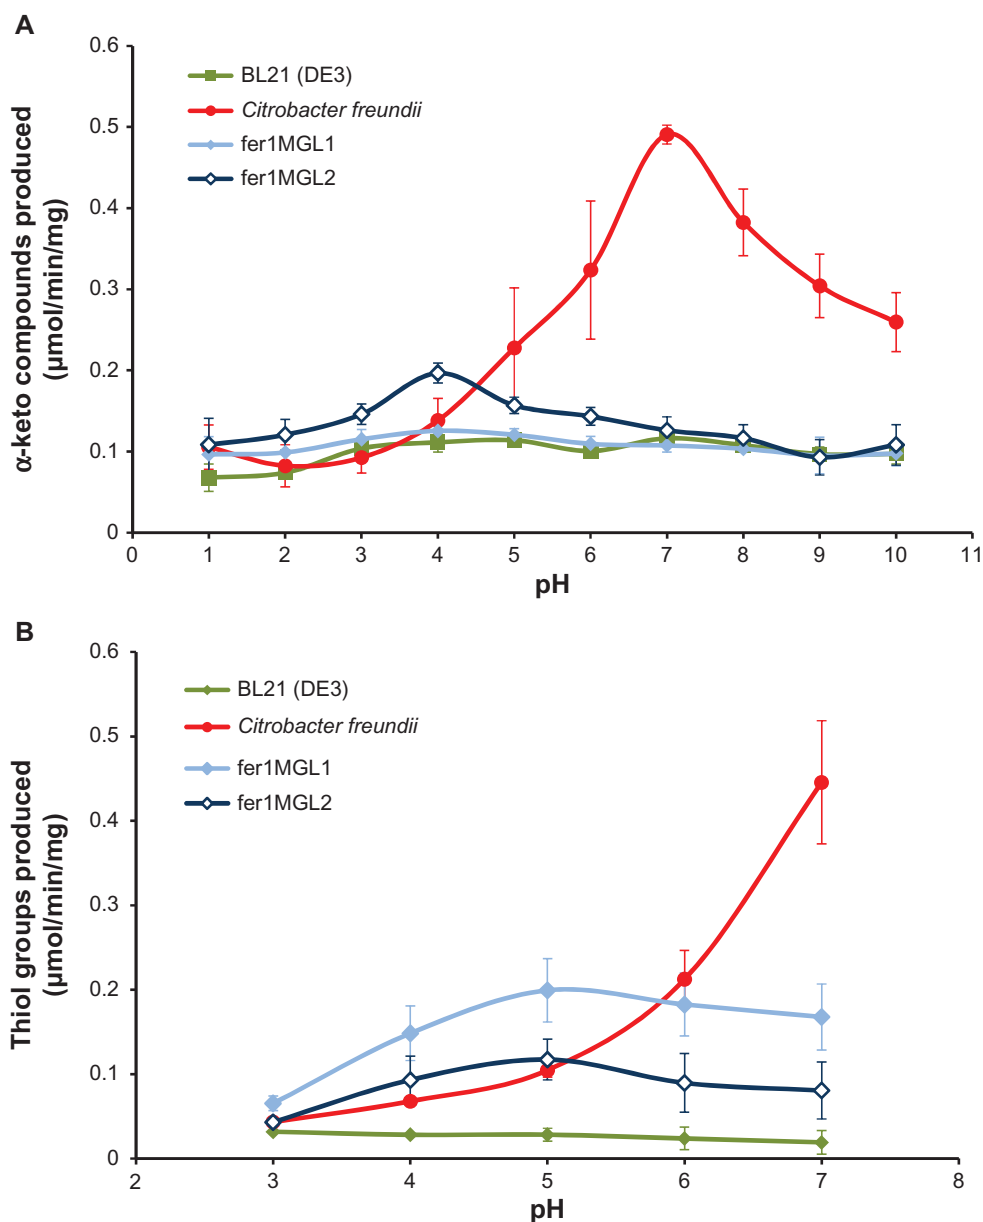 A
α-keto compounds produced
(μmol/min/mg)
0.6
0.5
0.4
0.3
0.2
0.1
0
BL21 (DE3)
Citrobacter freundii
fer1MGL1
fer1MGL2
0 1 2 3 4 5 6 7 8 9 10 11
pH
B
Thiol groups produced
(μmol/min/mg)
0.6
0.5
0.4
0.3
0.2
0.1
0
BL21 (DE3)
Citrobacter freundii
fer1MGL1
fer1MGL2
2 3 4 5 6 7 8
pH